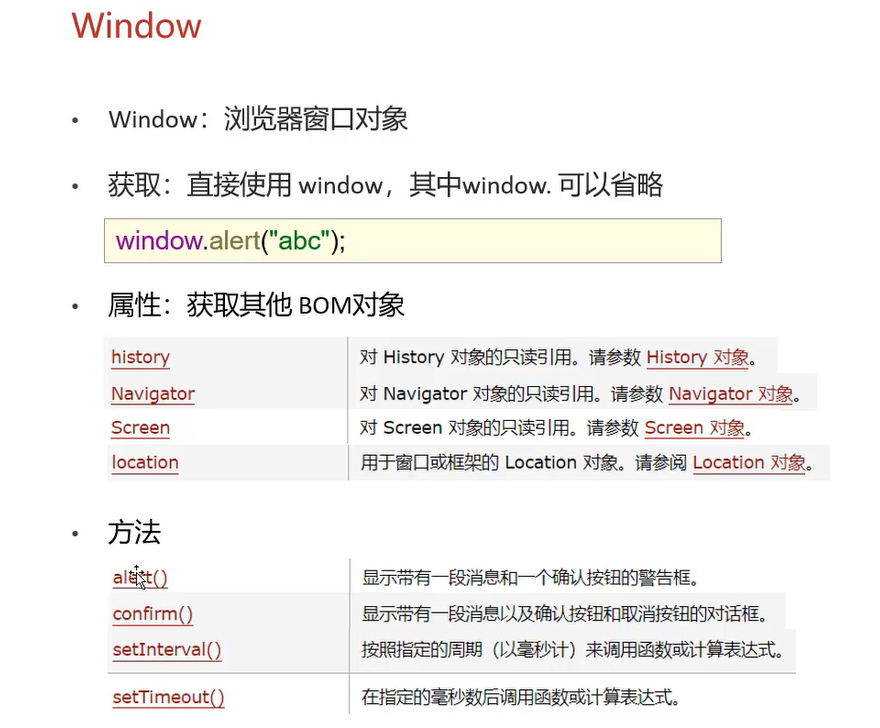 Window
• Window：浏览器窗口对象
• 获取：直接使用 window，其中window. 可以省略
window.alert("abc");
• 属性：获取其他 BOM对象
history 对 History 对象的只读引用。请参数 History 对象。
Navigator 对 Navigator 对象的只读引用。请参数 Navigator 对象。
Screen 对 Screen 对象的只读引用。请参数 Screen 对象。
location 用于窗口或框架的 Location 对象。请参阅 Location 对象。
• 方法
alert() 显示带有一段消息和一个确认按钮的警告框。
confirm() 显示带有一段消息以及确认按钮和取消按钮的对话框。
setInterval() 按照指定的周期（以毫秒计）来调用函数或计算表达式。
setTimeout() 在指定的毫秒数后调用函数或计算表达式。